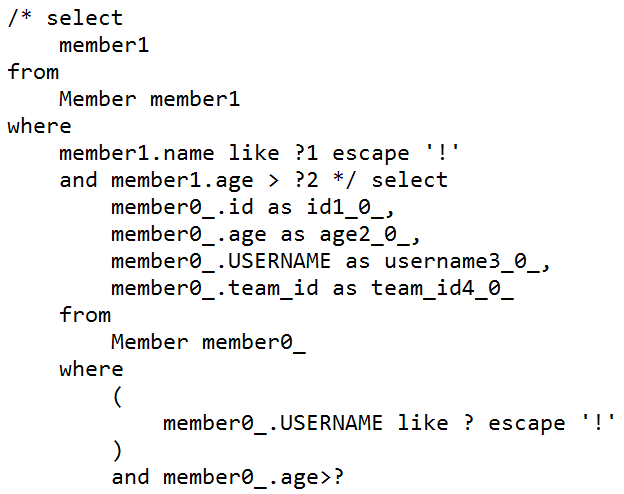 /* select
    member1
from
    Member member1
where
    member1.name like ?1 escape '!'
    and member1.age > ?2 */ select
        member0_.id as id1_0_,
        member0_.age as age2_0_,
        member0_.USERNAME as username3_0_,
        member0_.team_id as team_id4_0_
    from
        Member member0_
    where
        (
            member0_.USERNAME like ? escape '!'
        )
        and member0_.age>?